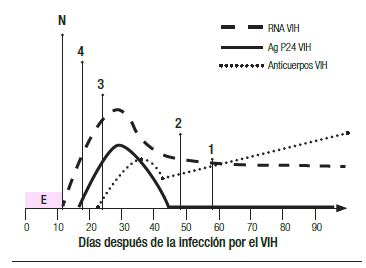 N
RNA VIH
Ag P24 VIH
Anticuerpos VIH
4
3
2
1
E
0 10 20 30 40 50 60 70 80 90
Días después de la infección por el VIH